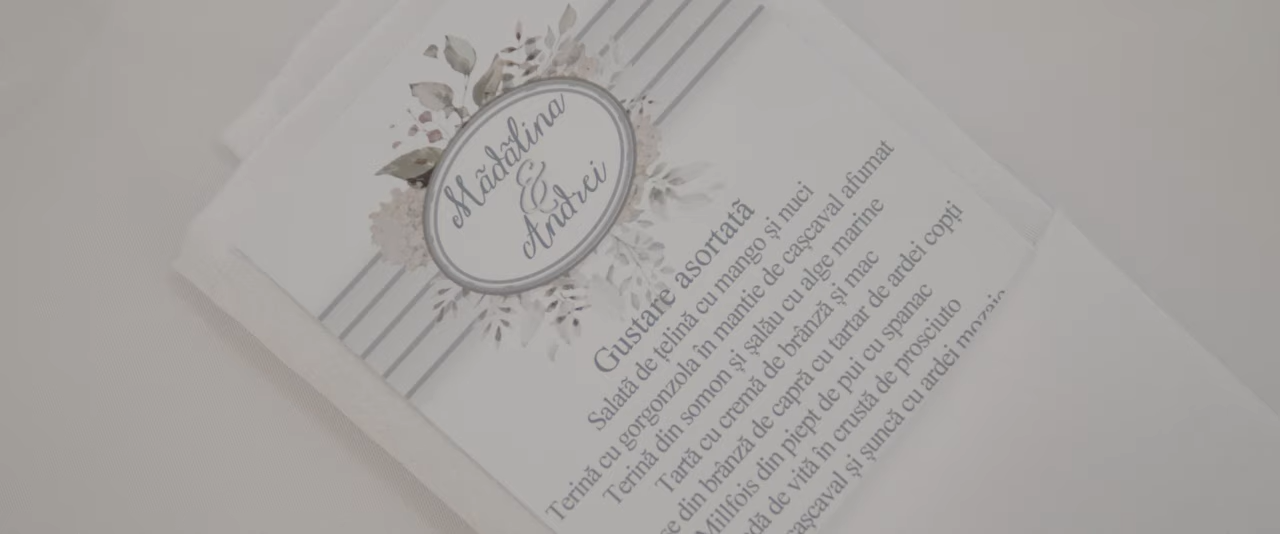 Mădălina
&
Andrei
Gustare asortată
Salată de țelină cu mango și nuci
Terină cu gorgonzola în mantie de cașcaval afumat
Terină din somon și șalău cu alge marine
Tartă cu cremă de brânză și mac
din brânză de capră cu tartar de ardei copți
Millfois din piept de pui cu spanac
de vită în crustă de prosciuto
cașcaval și șuncă cu ardei mozaic